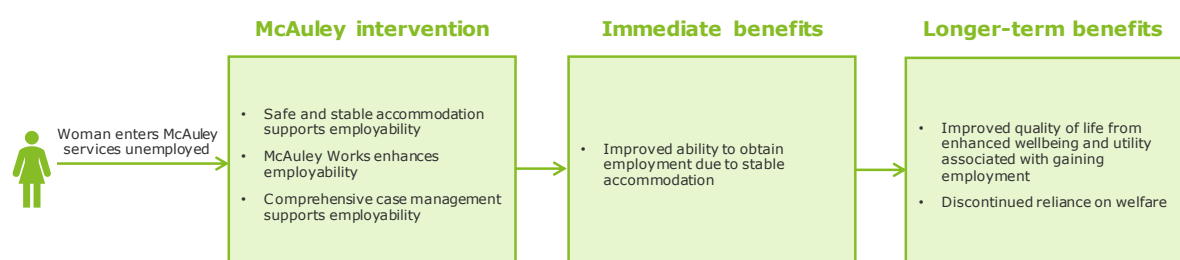 McAuley intervention
Immediate benefits
Longer-term benefits
Woman enters McAuley
services unemployed
• Safe and stable accommodation
supports employability
• McAuley Works enhances
employability
• Comprehensive case management
supports employability
• Improved ability to obtain
employment due to stable
accommodation
• Improved quality of life from
enhanced wellbeing and utility
associated with gaining
employment
• Discontinued reliance on welfare